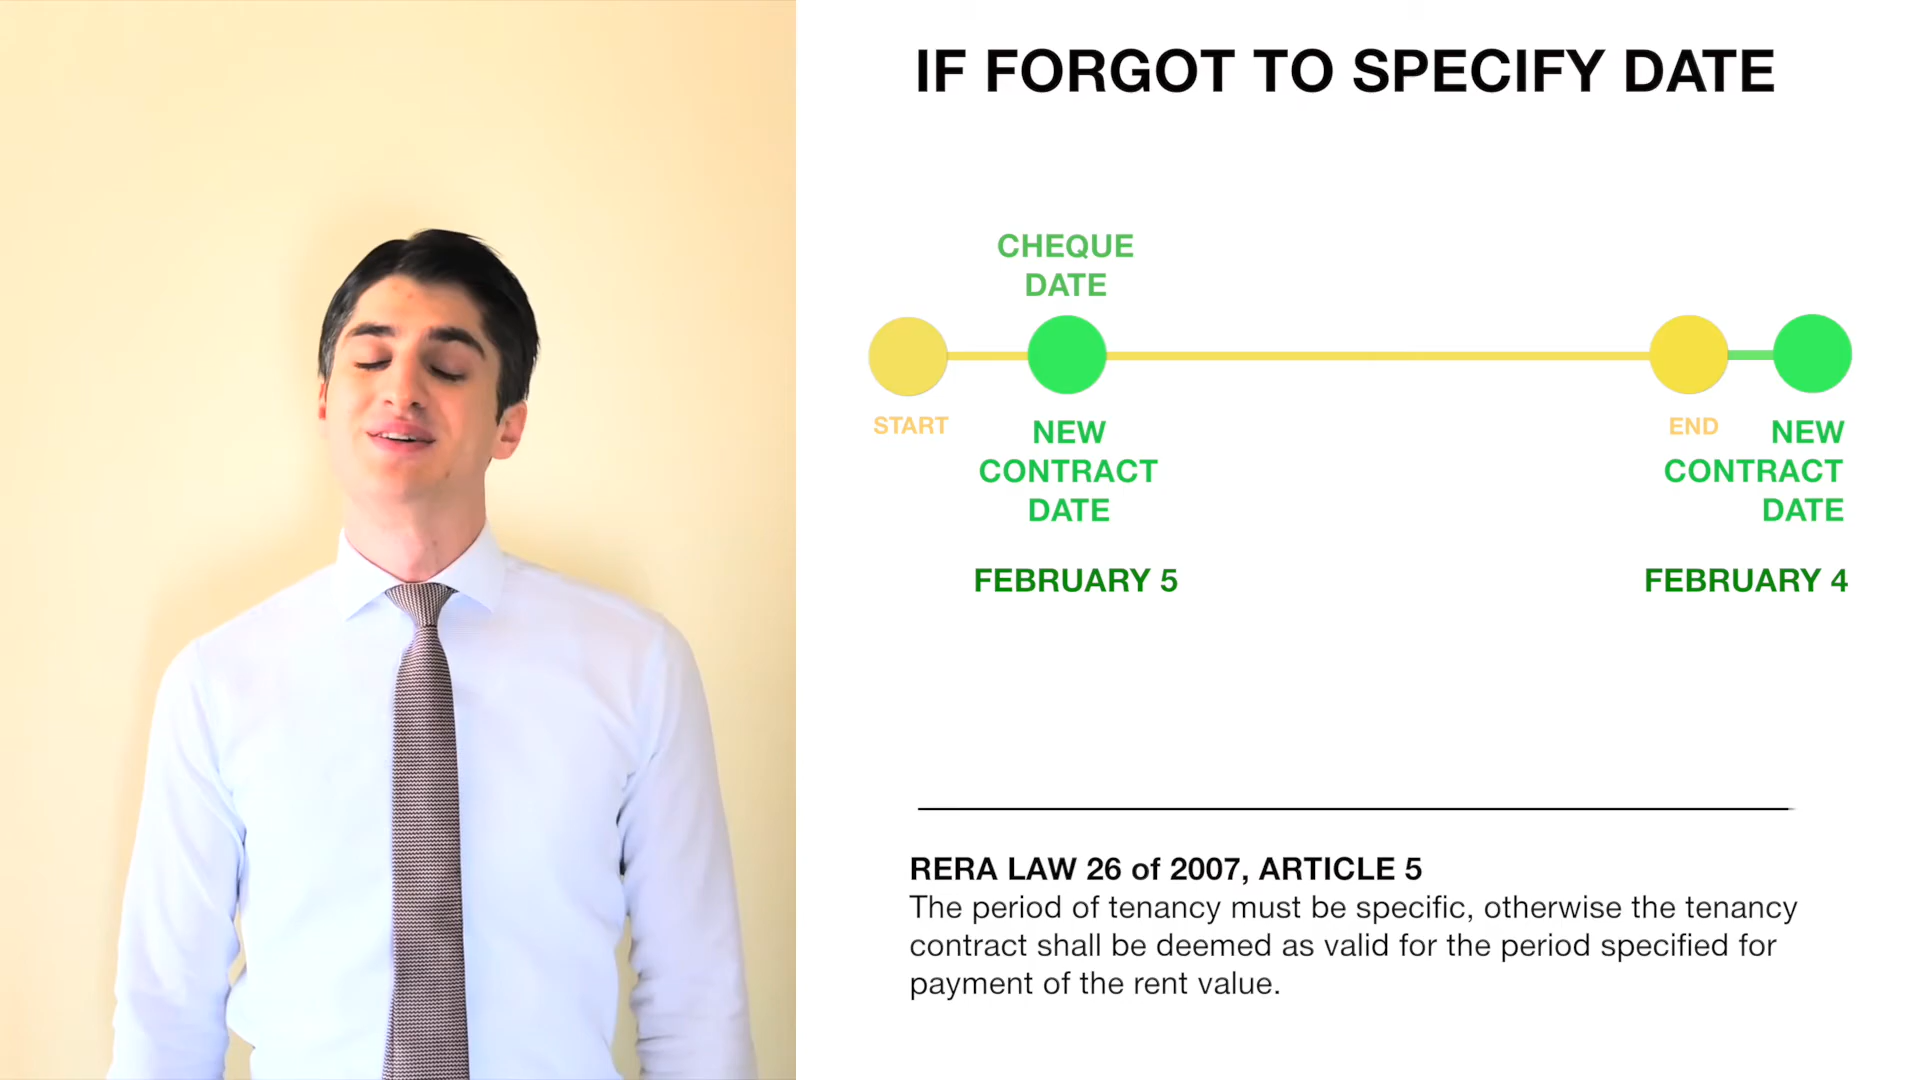 IF FORGOT TO SPECIFY DATE
CHEQUE
DATE
START
NEW
CONTRACT
DATE
END
NEW
CONTRACT
DATE
FEBRUARY 5
FEBRUARY 4
RERA LAW 26 of 2007, ARTICLE 5
The period of tenancy must be specific, otherwise the tenancy
contract shall be deemed as valid for the period specified for
payment of the rent value.